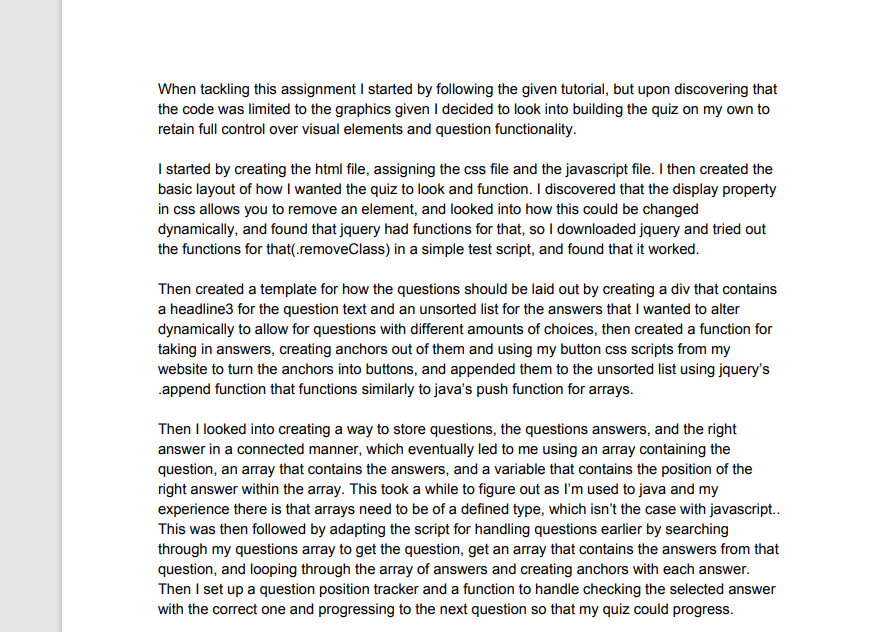 When tackling this assignment I started by following the given tutorial, but upon discovering that
the code was limited to the graphics given I decided to look into building the quiz on my own to
retain full control over visual elements and question functionality.
I started by creating the html file, assigning the css file and the javascript file. I then created the
basic layout of how I wanted the quiz to look and function. I discovered that the display property
in css allows you to remove an element, and looked into how this could be changed
dynamically, and found that jquery had functions for that, so I downloaded jquery and tried out
the functions for that(.removeClass) in a simple test script, and found that it worked.
Then created a template for how the questions should be laid out by creating a div that contains
a headline3 for the question text and an unsorted list for the answers that I wanted to alter
dynamically to allow for questions with different amounts of choices, then created a function for
taking in answers, creating anchors out of them and using my button css scripts from my
website to turn the anchors into buttons, and appended them to the unsorted list using jquery's
.append function that functions similarly to java's push function for arrays.
Then I looked into creating a way to store questions, the questions answers, and the right
answer in a connected manner, which eventually led to me using an array containing the
question, an array that contains the answers, and a variable that contains the position of the
right answer within the array. This took a while to figure out as I'm used to java and my
experience there is that arrays need to be of a defined type, which isn't the case with javascript..
This was then followed by adapting the script for handling questions earlier by searching
through my questions array to get the question, get an array that contains the answers from that
question, and looping through the array of answers and creating anchors with each answer.
Then I set up a question position tracker and a function to handle checking the selected answer
with the correct one and progressing to the next question so that my quiz could progress.